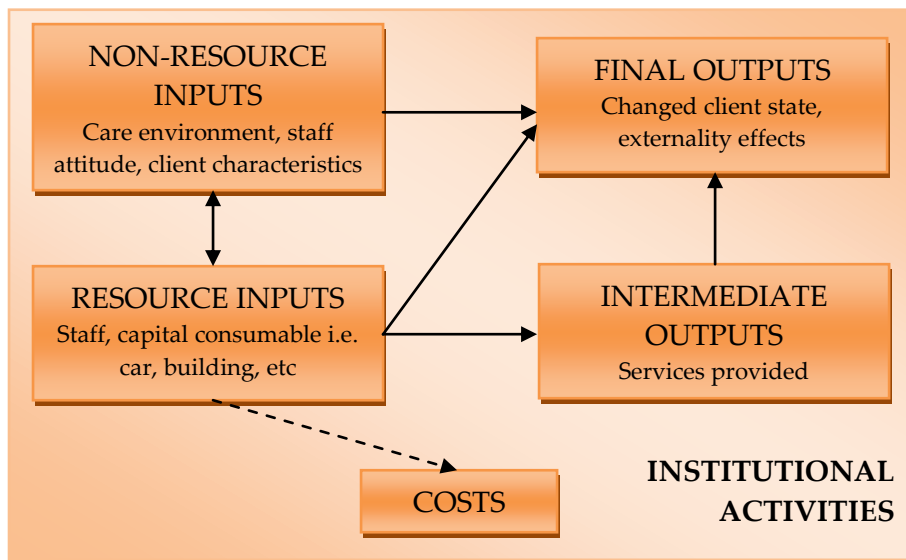 NON-RESOURCE
INPUTS
Care environment, staff
attitude, client characteristics
FINAL OUTPUTS
Changed client state,
externality effects
RESOURCE INPUTS
Staff, capital consumable i.e.
car, building, etc
INTERMEDIATE
OUTPUTS
Services provided
COSTS
INSTITUTIONAL
ACTIVITIES